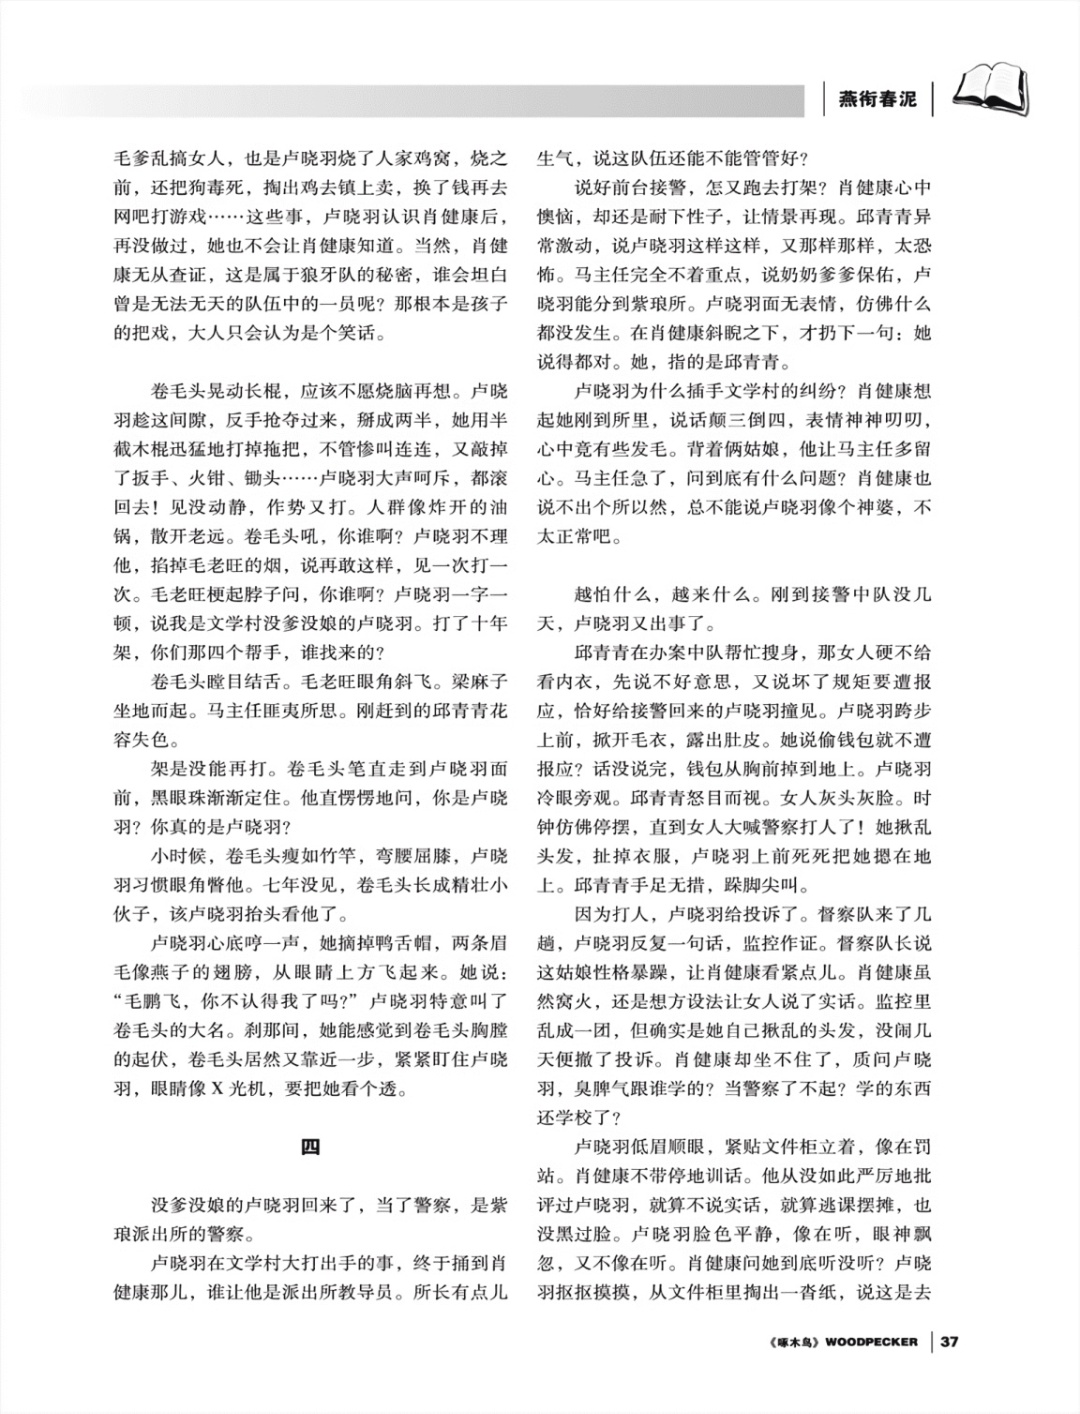 燕衔春泥
毛爹乱搞女人，也是卢晓羽烧了人家鸡窝，烧之
前，还把狗毒死，掏出鸡去镇上卖，换了钱再去
网吧打游戏……这些事，卢晓羽认识肖健康后，
再没做过，她也不会让肖健康知道。当然，肖健
康无从查证，这是属于狼牙队的秘密，谁会坦白
曾是无法无天的队伍中的一员呢？那根本是孩子
的把戏，大人只会认为是个笑话。
卷毛头晃动长棍，应该不愿烧脑再想。卢晓
羽趁这间隙，反手抢夺过来，掰成两半，她用半
截木棍迅猛地打掉拖把，不管惨叫连连，又敲掉
了扳手、火钳、锄头……卢晓羽大声呵斥，都滚
回去！见没动静，作势又打。人群像炸开的油
锅，散开老远。卷毛头吼，你谁啊？卢晓羽不理
他，掐掉毛老旺的烟，说再敢这样，见一次打一
次。毛老旺梗起脖子问，你谁啊？卢晓羽一字一
顿，说我是文学村没爹没娘的卢晓羽。打了十年
架，你们那四个帮手，谁找来的？
卷毛头瞠目结舌。毛老旺眼角斜飞。梁麻子
坐地而起。马主任匪夷所思。刚赶到的邱青青花
容失色。
架是没能再打。卷毛头笔直走到卢晓羽面
前，黑眼珠渐渐定住。他直愣愣地问，你是卢晓
羽？你真的是卢晓羽？
小时候，卷毛头瘦如竹竿，弯腰屈膝，卢晓
羽习惯眼角瞥他。七年没见，卷毛头长成精壮小
伙子，该卢晓羽抬头看他了。
卢晓羽心底哼一声，她摘掉鸭舌帽，两条眉
毛像燕子的翅膀，从眼睛上方飞起来。她说：
“毛鹏飞，你不认得我了吗？”卢晓羽特意叫了
卷毛头的大名。刹那间，她能感觉到卷毛头胸膛
的起伏，卷毛头居然又靠近一步，紧紧盯住卢晓
羽，眼睛像 X 光机，要把她看个透。
四
没爹没娘的卢晓羽回来了，当了警察，是紫
琅派出所的警察。
卢晓羽在文学村大打出手的事，终于捅到肖
健康那儿，谁让他是派出所教导员。所长有点儿
生气，说这队伍还能不能管管好？
说好前台接警，怎又跑去打架？肖健康心中
懊恼，却还是耐下性子，让情景再现。邱青青异
常激动，说卢晓羽这样这样，又那样那样，太恐
怖。马主任完全不着重点，说奶奶爹爹保佑，卢
晓羽能分到紫琅所。卢晓羽面无表情，仿佛什么
都没发生。在肖健康斜睨之下，才扔下一句：她
说得都对。她，指的是邱青青。
卢晓羽为什么插手文学村的纠纷？肖健康想
起她刚到所里，说话颠三倒四，表情神神叨叨，
心中竟有些发毛。背着俩姑娘，他让马主任多留
心。马主任急了，问到底有什么问题？肖健康也
说不出个所以然，总不能说卢晓羽像个神婆，不
太正常吧。
越怕什么，越来什么。刚到接警中队没几
天，卢晓羽又出事了。
邱青青在办案中队帮忙搜身，那女人硬不给
看内衣，先说不好意思，又说坏了规矩要遭报
应，恰好给接警回来的卢晓羽撞见。卢晓羽跨步
上前，掀开毛衣，露出肚皮。她说偷钱包就不遭
报应？话没说完，钱包从胸前掉到地上。卢晓羽
冷眼旁观。邱青青怒目而视。女人灰头灰脸。时
钟仿佛停摆，直到女人大喊警察打人了！她揪乱
头发，扯掉衣服，卢晓羽上前死死把她摁在地
上。邱青青手足无措，跺脚尖叫。
因为打人，卢晓羽给投诉了。督察队来了几
趟，卢晓羽反复一句话，监控作证。督察队长说
这姑娘性格暴躁，让肖健康看紧点儿。肖健康虽
然窝火，还是想方设法让女人说了实话。监控里
乱成一团，但确实是她自己揪乱的头发，没闹几
天便撤了投诉。肖健康却坐不住了，质问卢晓
羽，臭脾气跟谁学的？当警察了不起？学的东西
还学校了？
卢晓羽低眉顺眼，紧贴文件柜立着，像在罚
站。肖健康不带停地训话。他从没如此严厉地批
评过卢晓羽，就算不说实话，就算逃课摆摊，也
没黑过脸。卢晓羽脸色平静，像在听，眼神飘
忽，又不像在听。肖健康问她到底听没听？卢晓
羽抠抠摸摸，从文件柜里掏出一沓纸，说这是去
《啄木鸟》WOODPECKER 37